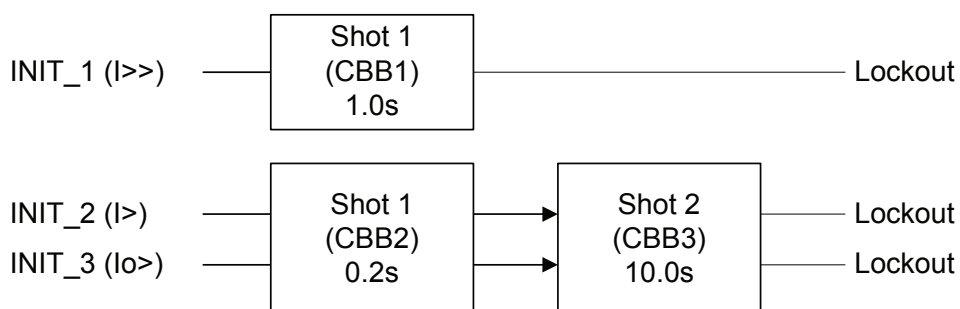 Shot 1
INIT_1 (I>>)
(CBB1)
Lockout
1.0s
INIT_2 (I>)
Shot 1
Shot 2
Lockout
(CBB2)
(CBB3)
INIT_3 (Io>)
0.2s
10.0s
Lockout